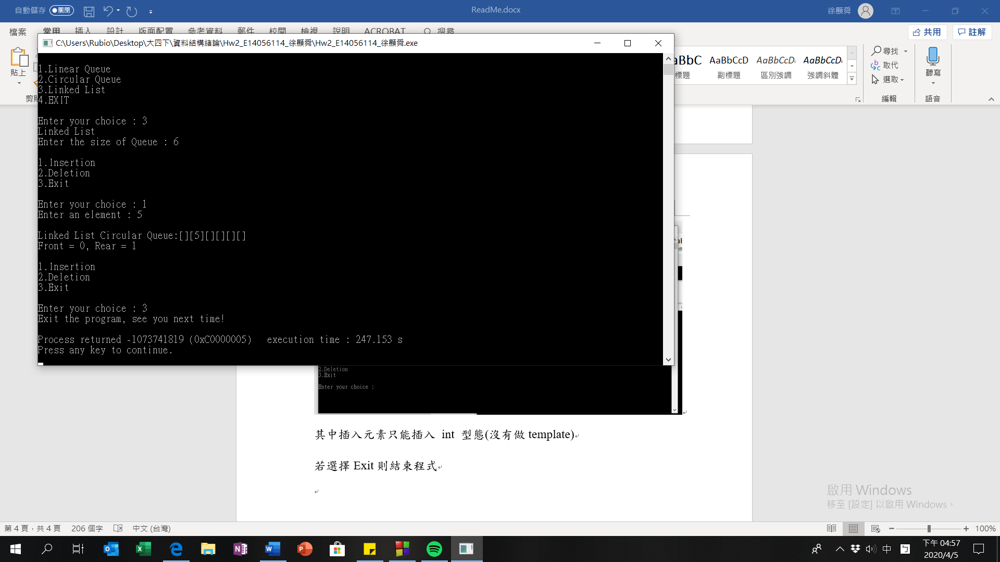 自動儲存 關閉 ReadMe.docx 徐顥舜
檔案 常用 插入 設計 版面配置 參考資料 郵件 校閱 檢視 說明 ACROBAT 搜尋 共用 註解
C:\Users\Rubio\Desktop\大四下\資料結構緒論\Hw2_E14056114_徐顥舜\Hw2_E14056114_徐顥舜.exe
貼上
aBbC AaBbCcD AaBbCcD AaBbCcD
標題 副標題 區別強調 強調斜體
尋找
取代
選取
編輯
聽寫
語音
1.Linear Queue
2.Circular Queue
3.Linked List
4.EXIT
Enter your choice : 3
Linked List
Enter the size of Queue : 6
1.Insertion
2.Deletion
3.Exit
Enter your choice : 1
Enter an element : 5
Linked List Circular Queue:[][5][][][][]
Front = 0, Rear = 1
1.Insertion
2.Deletion
3.Exit
Enter your choice : 3
Exit the program, see you next time!
Process returned -1073741819 (0xC0000005)   execution time : 247.153 s
Press any key to continue.
2.Deletion
3.Exit
Enter your choice :
其中插入元素只能插入 int 型態(沒有做 template)
若選擇 Exit 則結束程式
啟用 Windows
移至 [設定] 以啟用 Windows。
第 4 頁，共 4 頁 206 個字 中文 (台灣) 100%
中
下午 04:57
2020/4/5